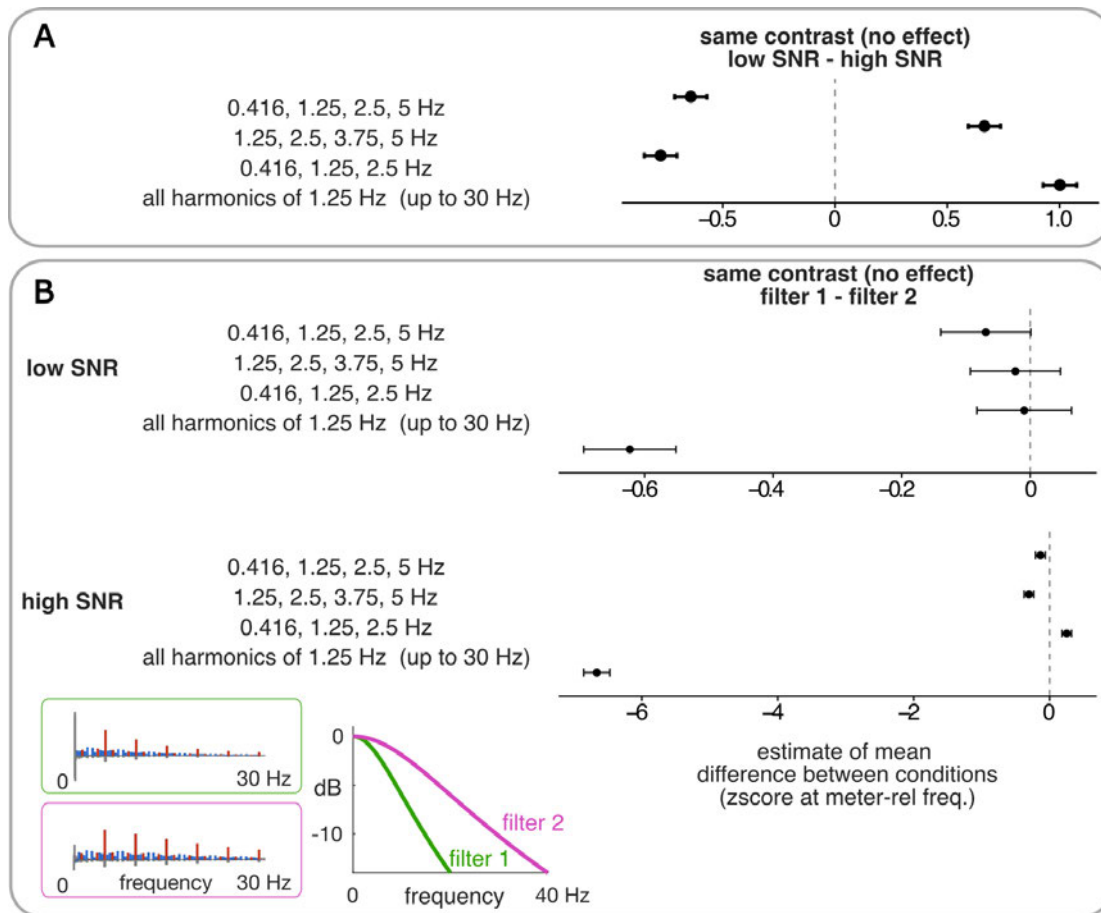 A
same contrast (no effect)
low SNR - high SNR
0.416, 1.25, 2.5, 5 Hz
1.25, 2.5, 3.75, 5 Hz
0.416, 1.25, 2.5 Hz
all harmonics of 1.25 Hz (up to 30 Hz)
−0.5 0 0.5 1.0
B
same contrast (no effect)
filter 1 - filter 2
low SNR
0.416, 1.25, 2.5, 5 Hz
1.25, 2.5, 3.75, 5 Hz
0.416, 1.25, 2.5 Hz
all harmonics of 1.25 Hz (up to 30 Hz)
−0.6 −0.4 −0.2 0
high SNR
0.416, 1.25, 2.5, 5 Hz
1.25, 2.5, 3.75, 5 Hz
0.416, 1.25, 2.5 Hz
all harmonics of 1.25 Hz (up to 30 Hz)
−6 −4 −2 0
estimate of mean
difference between conditions
(zscore at meter-rel freq.)
0 30 Hz
0 frequency 30 Hz
0
dB
-10
filter 2
filter 1
0 frequency 40 Hz